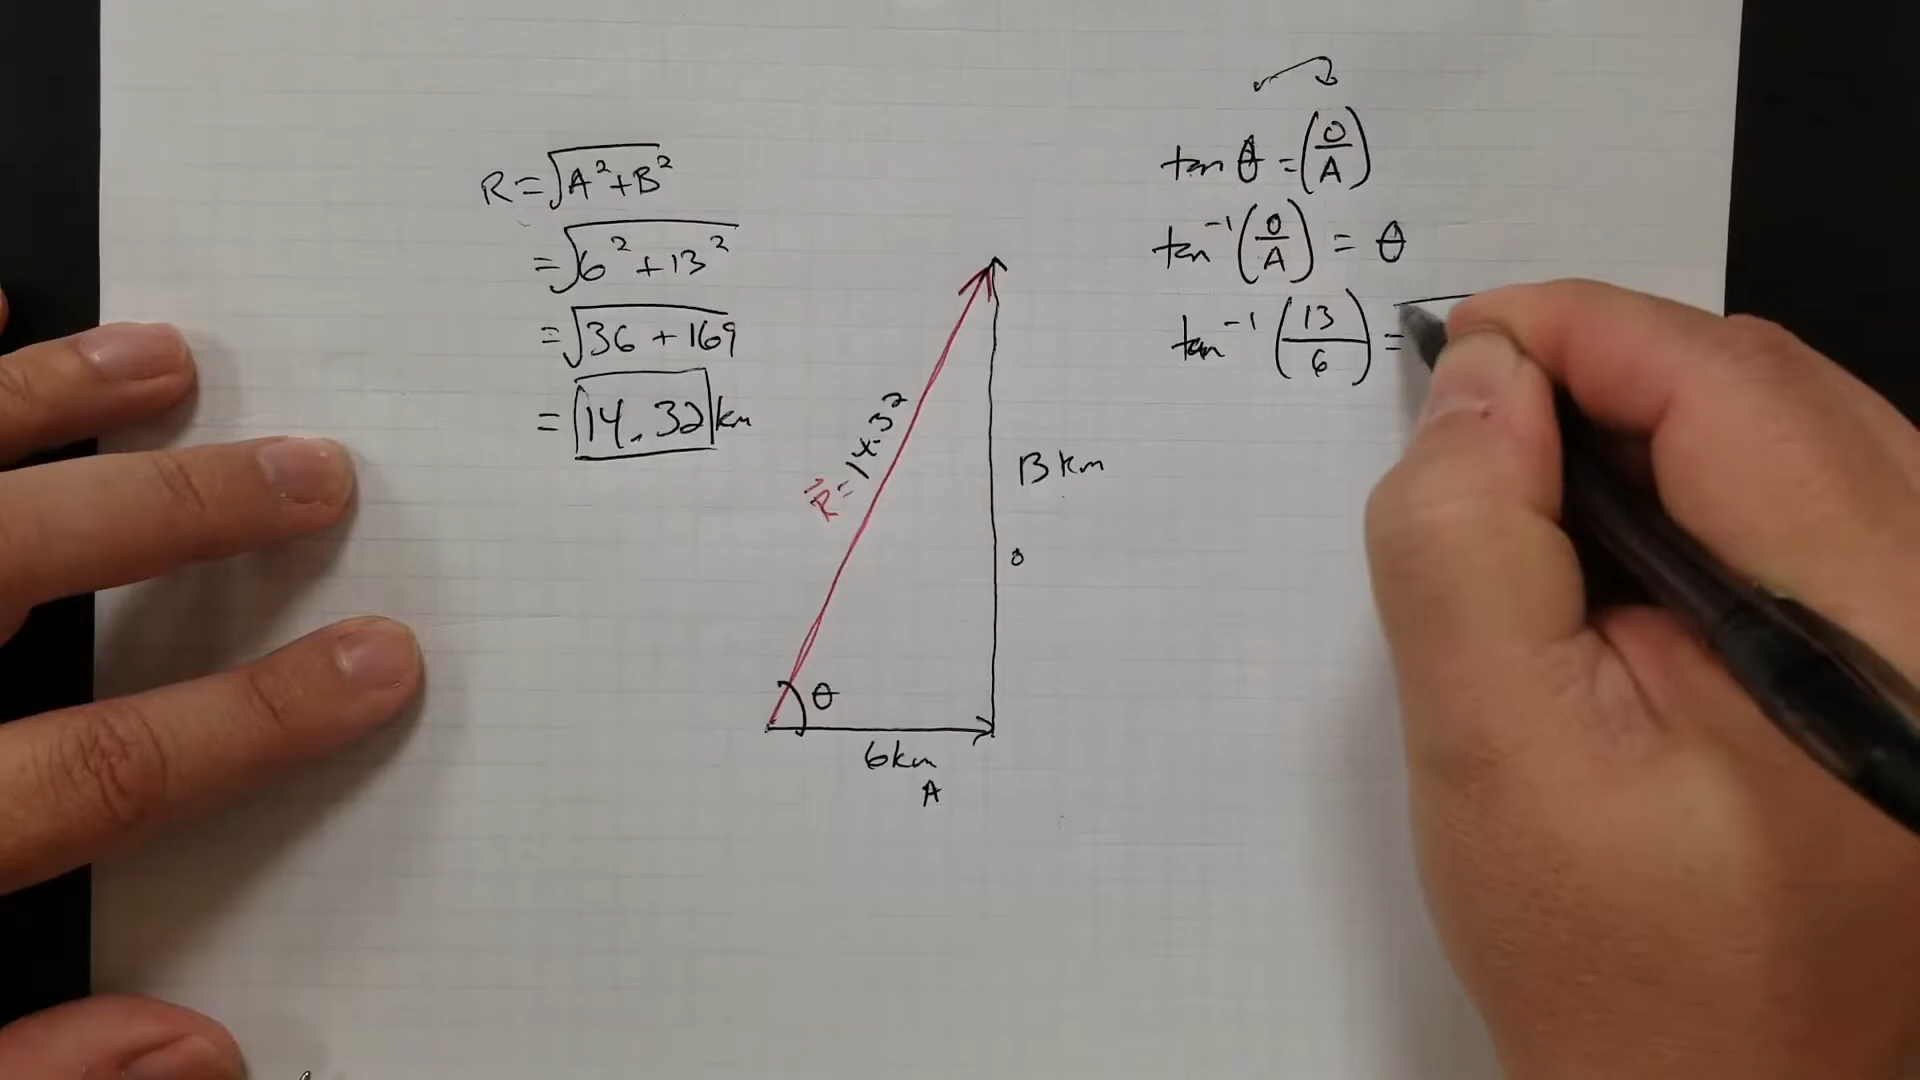 R = √A² + B²
= √6² + 13²
= √36 + 169
= 14.32 km
R = 14.32
13 km
O
θ
6 km
A
tan θ = (O/A)
tan⁻¹ (O/A) = θ
tan⁻¹ (13/6) =